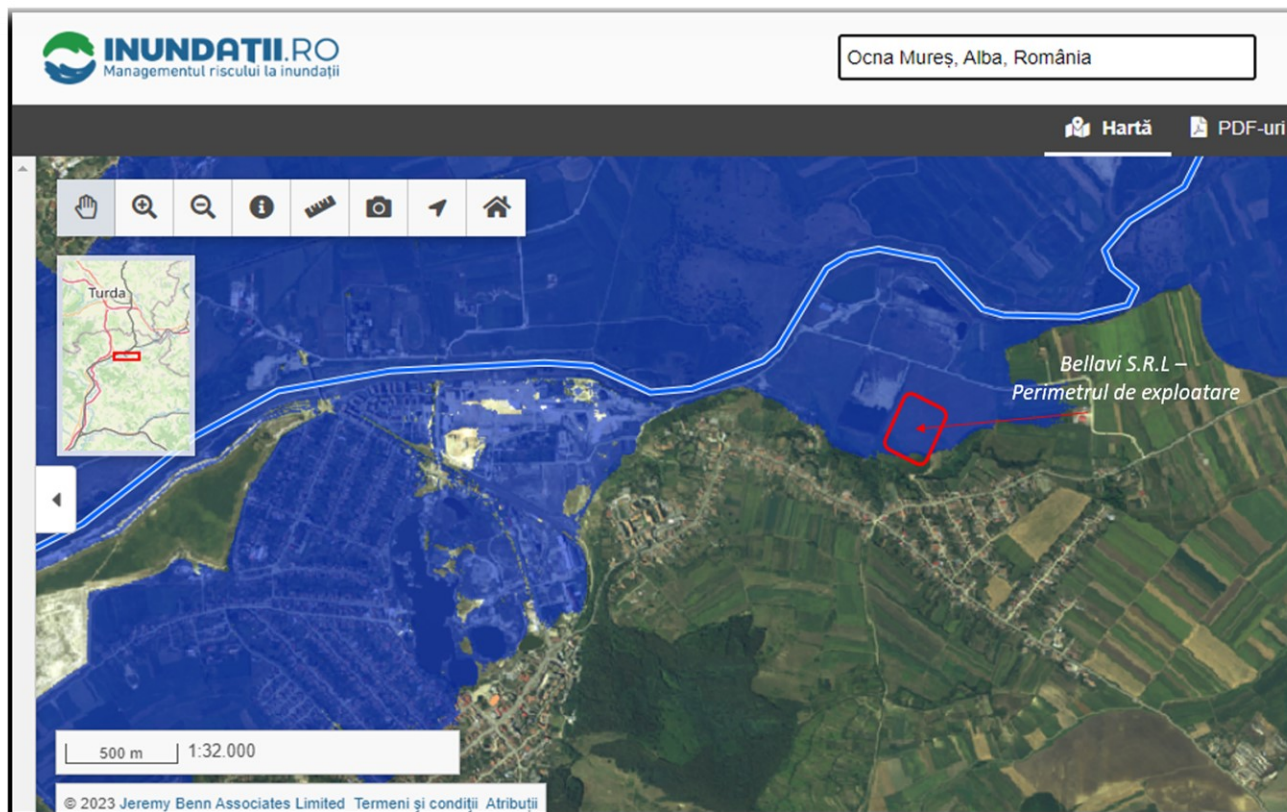 INUNDAȚII.RO
Managementul riscului la inundații
Ocna Mureș, Alba, România
Hartă
PDF-uri
Turda
Bellavi S.R.L –
Perimetrul de exploatare
500 m
1:32.000
© 2023 Jeremy Benn Associates Limited Termeni și condiții Atribuții